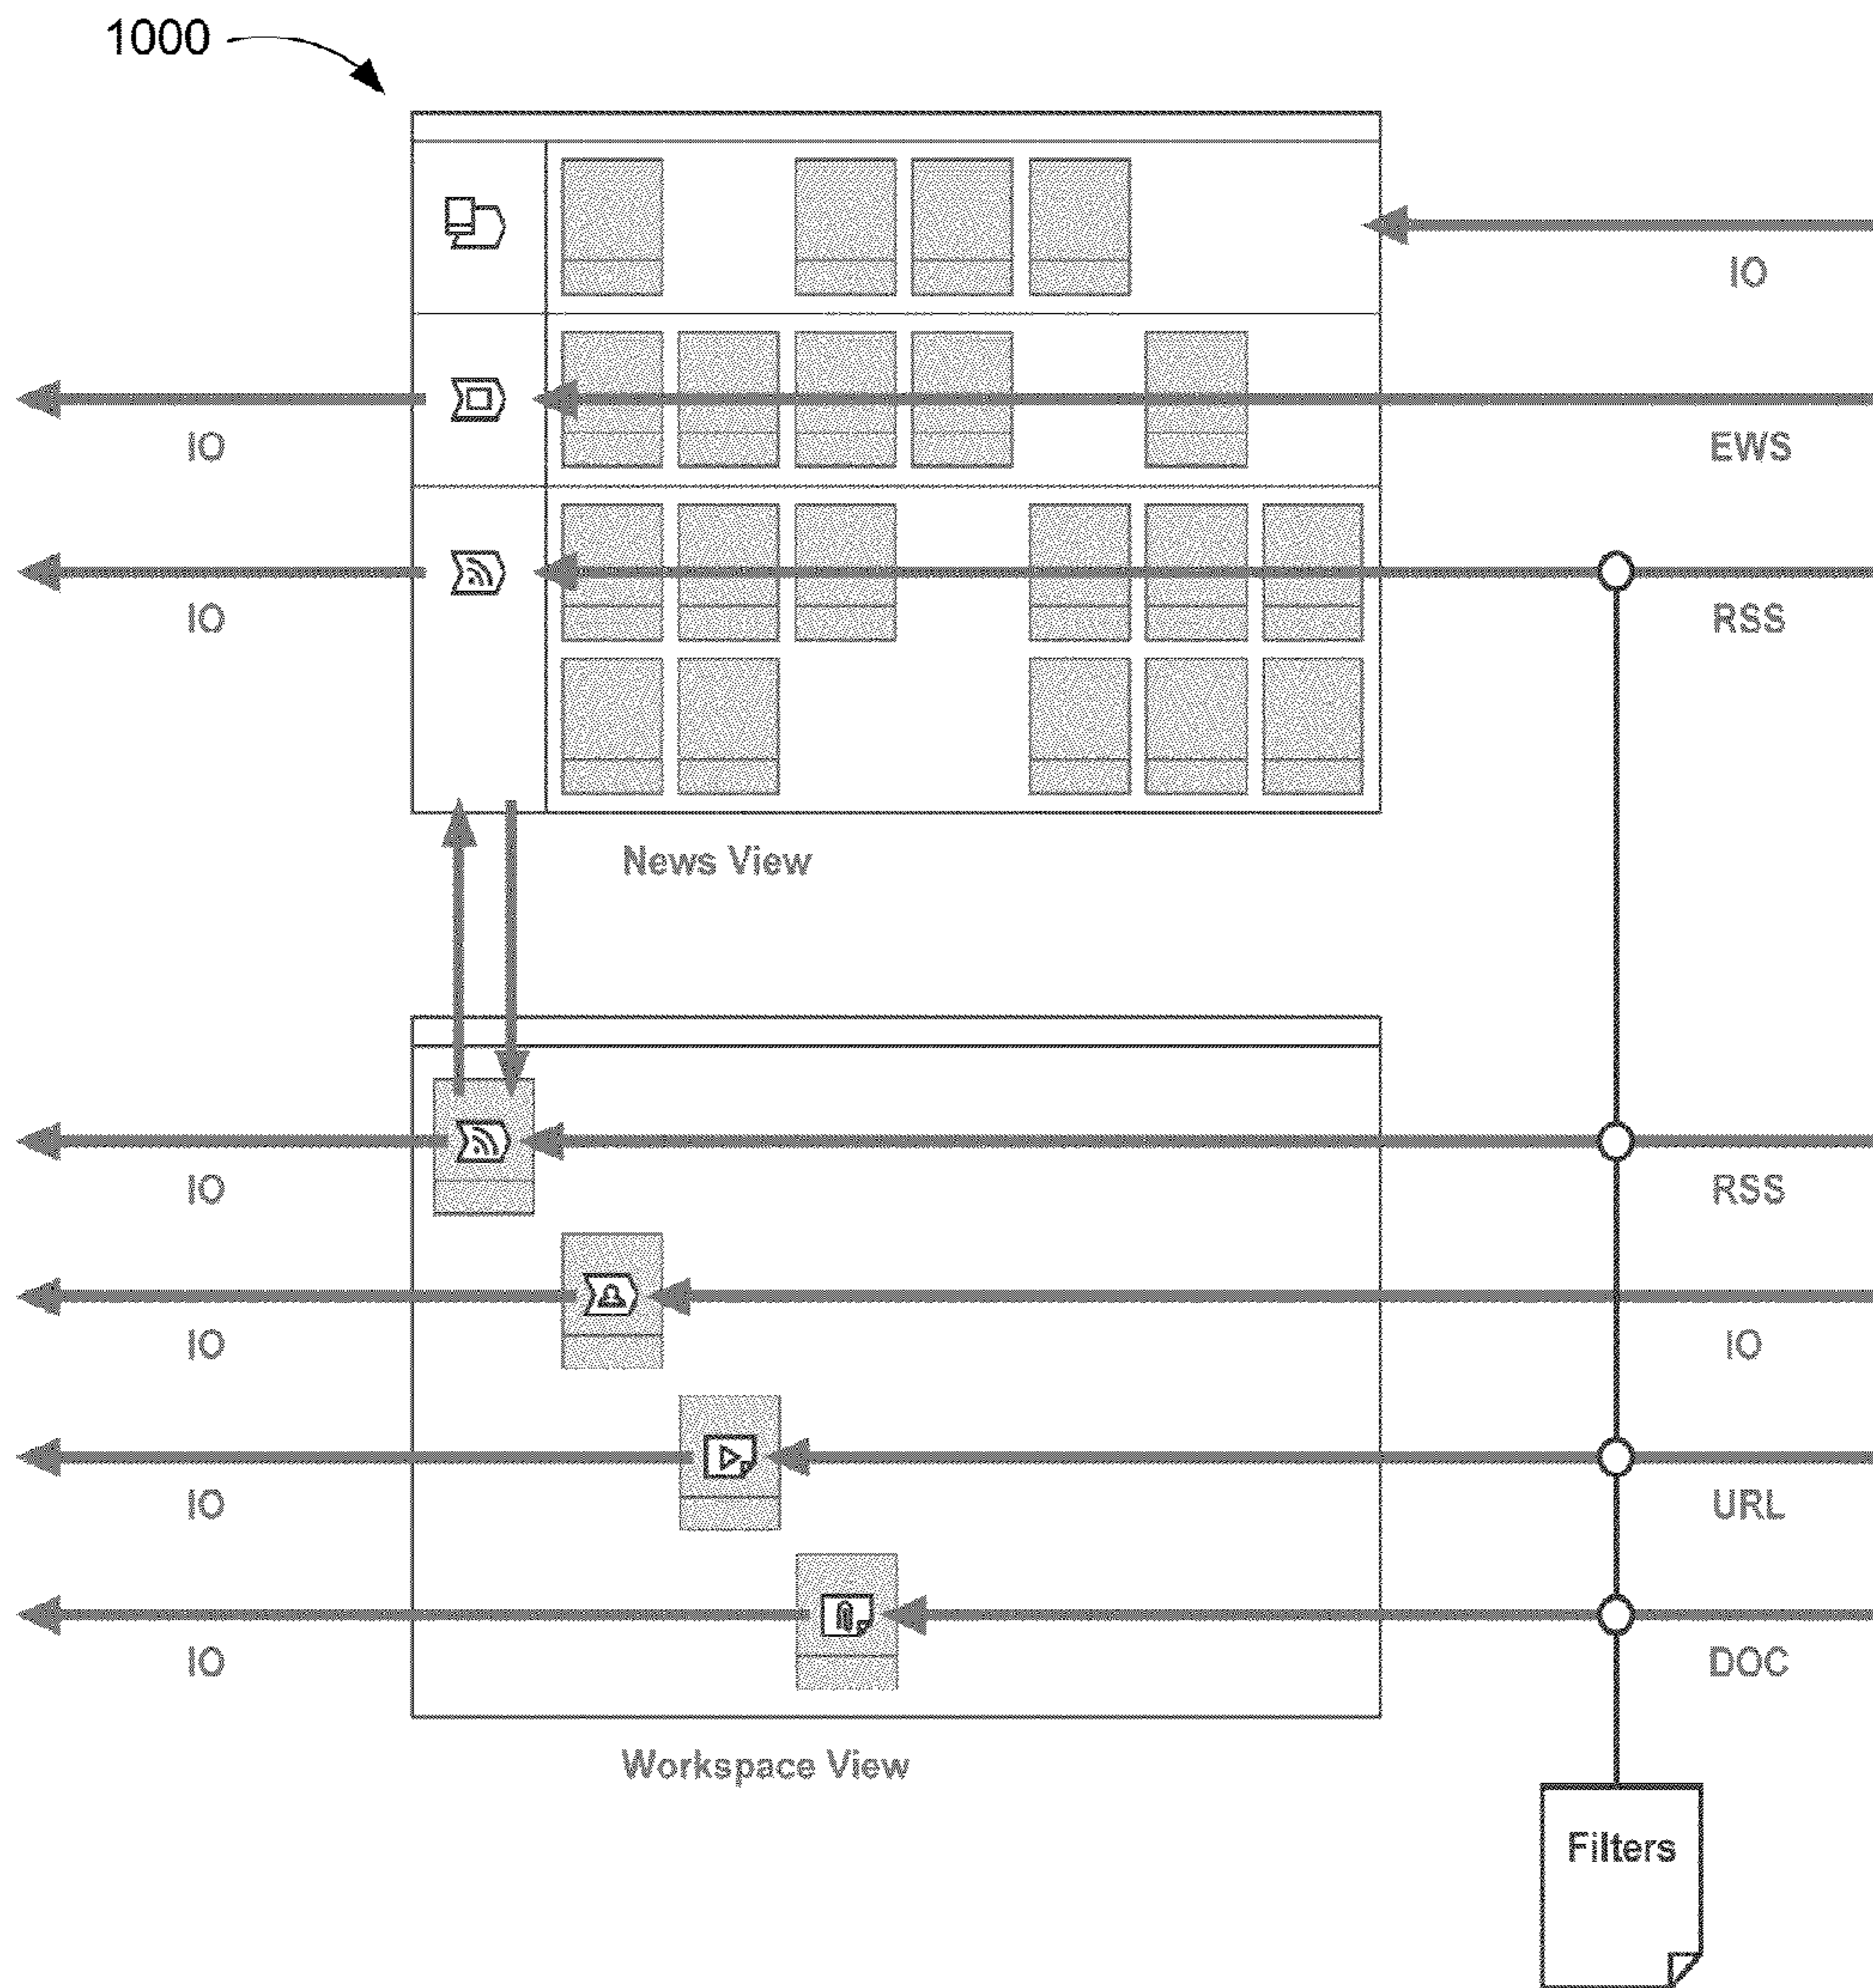 1000
IO
IO
EWS
IO
RSS
News View
IO
RSS
IO
IO
IO
URL
IO
DOC
Workspace View
Filters